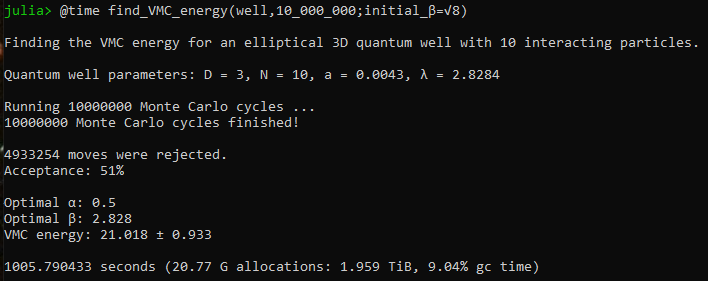 julia> @time find_VMC_energy(well,10_000_000;initial_β=√8)
Finding the VMC energy for an elliptical 3D quantum well with 10 interacting particles.
Quantum well parameters: D = 3, N = 10, a = 0.0043, λ = 2.8284
Running 10000000 Monte Carlo cycles ...
10000000 Monte Carlo cycles finished!
4933254 moves were rejected.
Acceptance: 51%
Optimal α: 0.5
Optimal β: 2.828
VMC energy: 21.018 ± 0.933
1005.790433 seconds (20.77 G allocations: 1.959 TiB, 9.04% gc time)